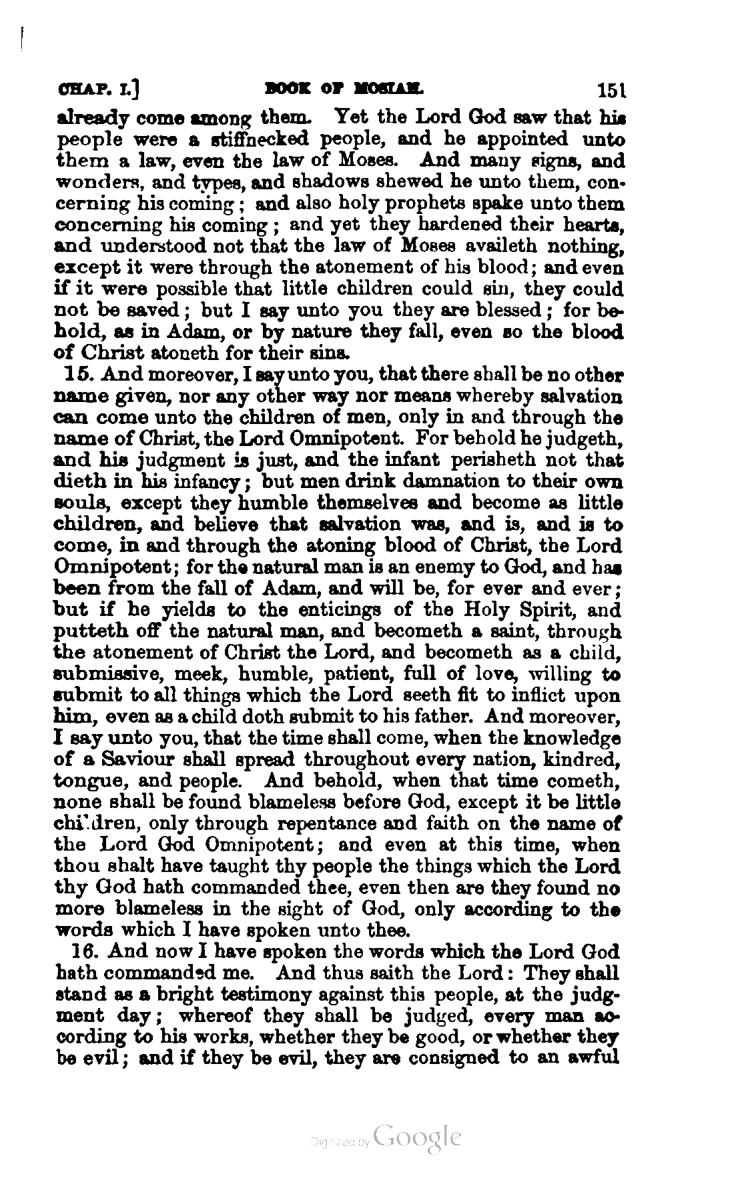 CHAP. I.] BOOK OF MOSIAH. 151
already come among them. Yet the Lord God saw that his
people were a stiffnecked people, and he appointed unto
them a law, even the law of Moses. And many signs, and
wonders, and types, and shadows shewed he unto them, con-
cerning his coming; and also holy prophets spake unto them
concerning his coming; and yet they hardened their hearts,
and understood not that the law of Moses availeth nothing,
except it were through the atonement of his blood; and even
if it were possible that little children could sin, they could
not be saved; but I say unto you they are blessed; for be-
hold, as in Adam, or by nature they fall, even so the blood
of Christ atoneth for their sins.
15. And moreover, I say unto you, that there shall be no other
name given, nor any other way nor means whereby salvation
can come unto the children of men, only in and through the
name of Christ, the Lord Omnipotent. For behold he judgeth,
and his judgment is just, and the infant perisheth not that
dieth in his infancy; but men drink damnation to their own
souls, except they humble themselves and become as little
children, and believe that salvation was, and is, and is to
come, in and through the atoning blood of Christ, the Lord
Omnipotent; for the natural man is an enemy to God, and has
been from the fall of Adam, and will be, for ever and ever;
but if he yields to the enticings of the Holy Spirit, and
putteth off the natural man, and becometh a saint, through
the atonement of Christ the Lord, and becometh as a child,
submissive, meek, humble, patient, full of love, willing to
submit to all things which the Lord seeth fit to inflict upon
him, even as a child doth submit to his father. And moreover,
I say unto you, that the time shall come, when the knowledge
of a Saviour shall spread throughout every nation, kindred,
tongue, and people. And behold, when that time cometh,
none shall be found blameless before God, except it be little
children, only through repentance and faith on the name of
the Lord God Omnipotent; and even at this time, when
thou shalt have taught thy people the things which the Lord
thy God hath commanded thee, even then are they found no
more blameless in the sight of God, only according to the
words which I have spoken unto thee.
16. And now I have spoken the words which the Lord God
hath commanded me. And thus saith the Lord: They shall
stand as a bright testimony against this people, at the judg-
ment day; whereof they shall be judged, every man ac-
cording to his works, whether they be good, or whether they
be evil; and if they be evil, they are consigned to an awful
Digitized by Google